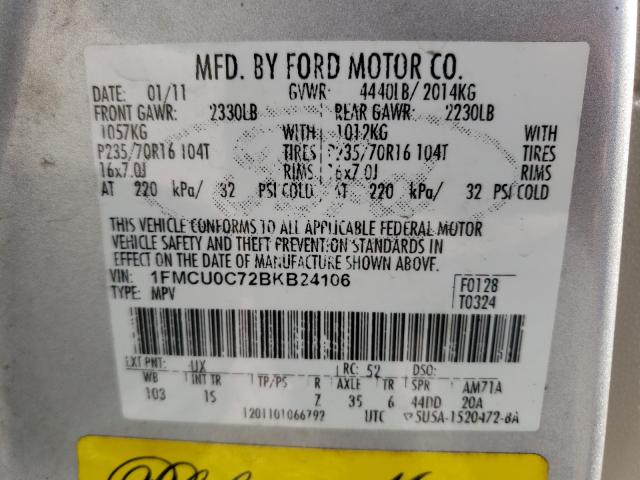 MFD. BY FORD MOTOR CO.
DATE: 01/11 GVWR: 4440LB/ 2014KG
FRONT GAWR: 2330LB REAR GAWR: 2230LB
1057KG WITH 1012KG WITH
P235/70R16 104T TIRES P235/70R16 104T TIRES
16x7.0J RIMS 16x7.0J RIMS
AT 220 kPa/ 32 PSI COLD AT 220 kPa/ 32 PSI COLD
THIS VEHICLE CONFORMS TO ALL APPLICABLE FEDERAL MOTOR
VEHICLE SAFETY AND THEFT PREVENTION STANDARDS IN
EFFECT ON THE DATE OF MANUFACTURE SHOWN ABOVE.
VIN: 1FMCU0C72BKB24106 F0128
TYPE: MPV T0324
EXT PNT: UX RC: 52 DSO:
WB INT TR TP/PS R AXLE TR SPR AM71A
103 IS Z 35 6 44DD 20A
1201101066792 UTC 5U5A-1520472-BA